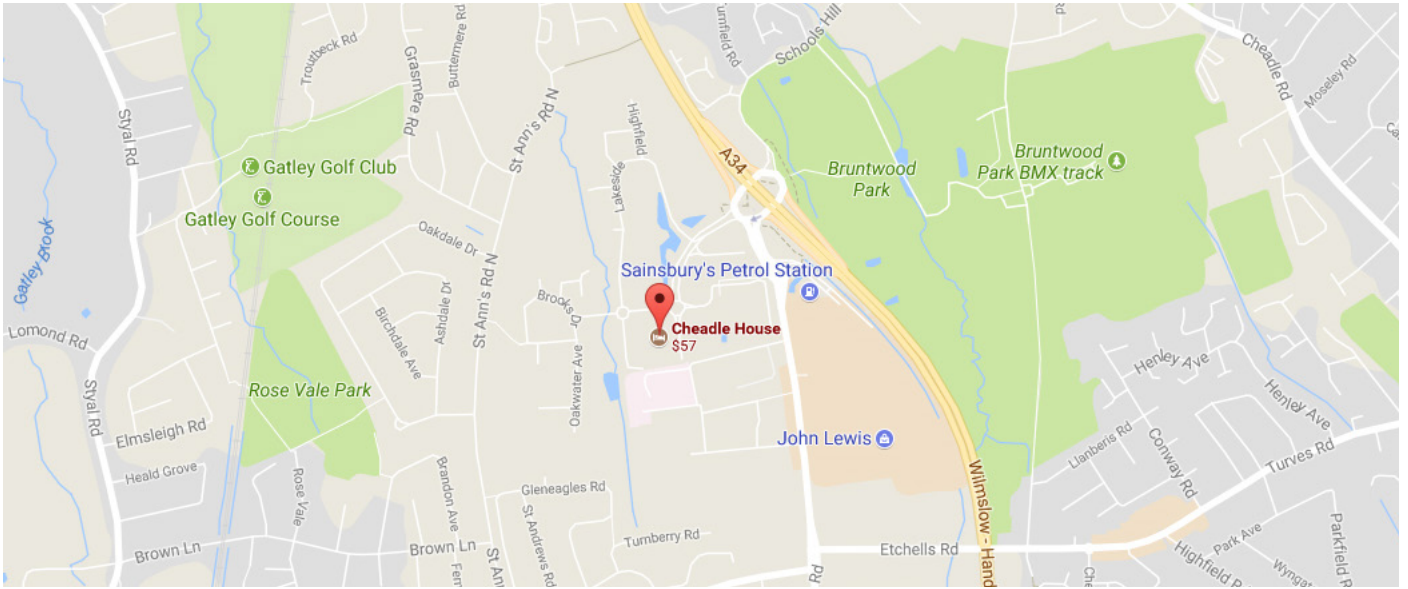 Buttermere Rd
Schools Hill
Cheadle Rd
Troutbeck Rd
Grasmere Rd
Moseley Rd
Styal Rd
St Ann's Rd N
Highfield
A34
Bruntwood
Park
Bruntwood
Park BMX track
Gatley Golf Club
Gatley Golf Course
Lakeside
Oakdale Dr
Gatley Brook
St Ann's Rd N
Sainsbury's Petrol Station
Ashdale Dr
Brooks Dr
Birchdale Ave
Cheadle House
$57
Lomond Rd
Henley Ave
Rose Vale Park
Oakwater Ave
Henley Ave
Styal Rd
Elmsleigh Rd
John Lewis
Llanberis Rd
Conway Rd
Turves Rd
Heald Grove
Rose Vale
Brandon Ave
Gleneagles Rd
St Andrews Rd
Turnberry Rd
Wilmslow - Hand
Brown Ln
Brown Ln
Etchells Rd
Park Ave
Parkfield R
Highfield R
St. An
Fern
Rd
Che
Wyngat